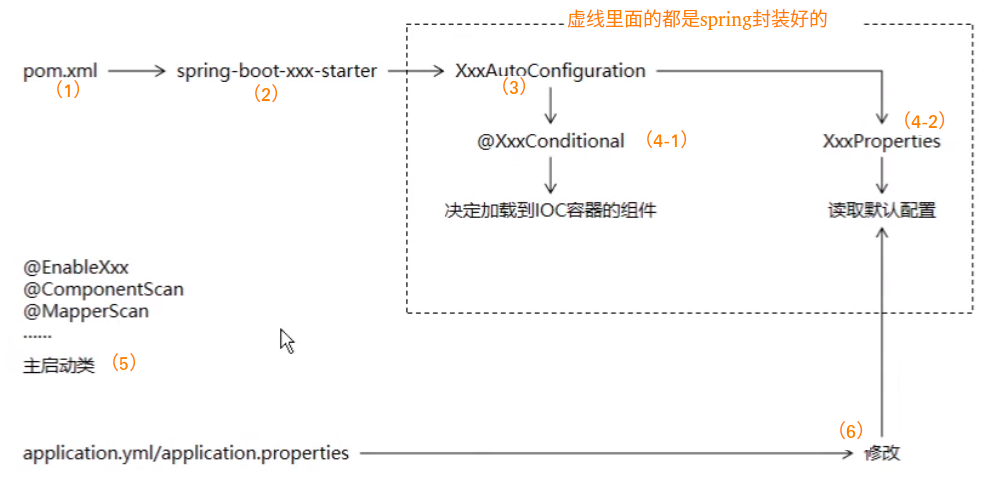 虚线里面的都是spring封装好的
pom.xml
spring-boot-xxx-starter
XxxAutoConfiguration
（1）
（2）
（3）
@XxxConditional
（4-1）
（4-2）
XxxProperties
决定加载到IOC容器的组件
读取默认配置
@EnableXxx
@ComponentScan
@MapperScan
......
主启动类
（5）
application.yml/application.properties
（6）
修改